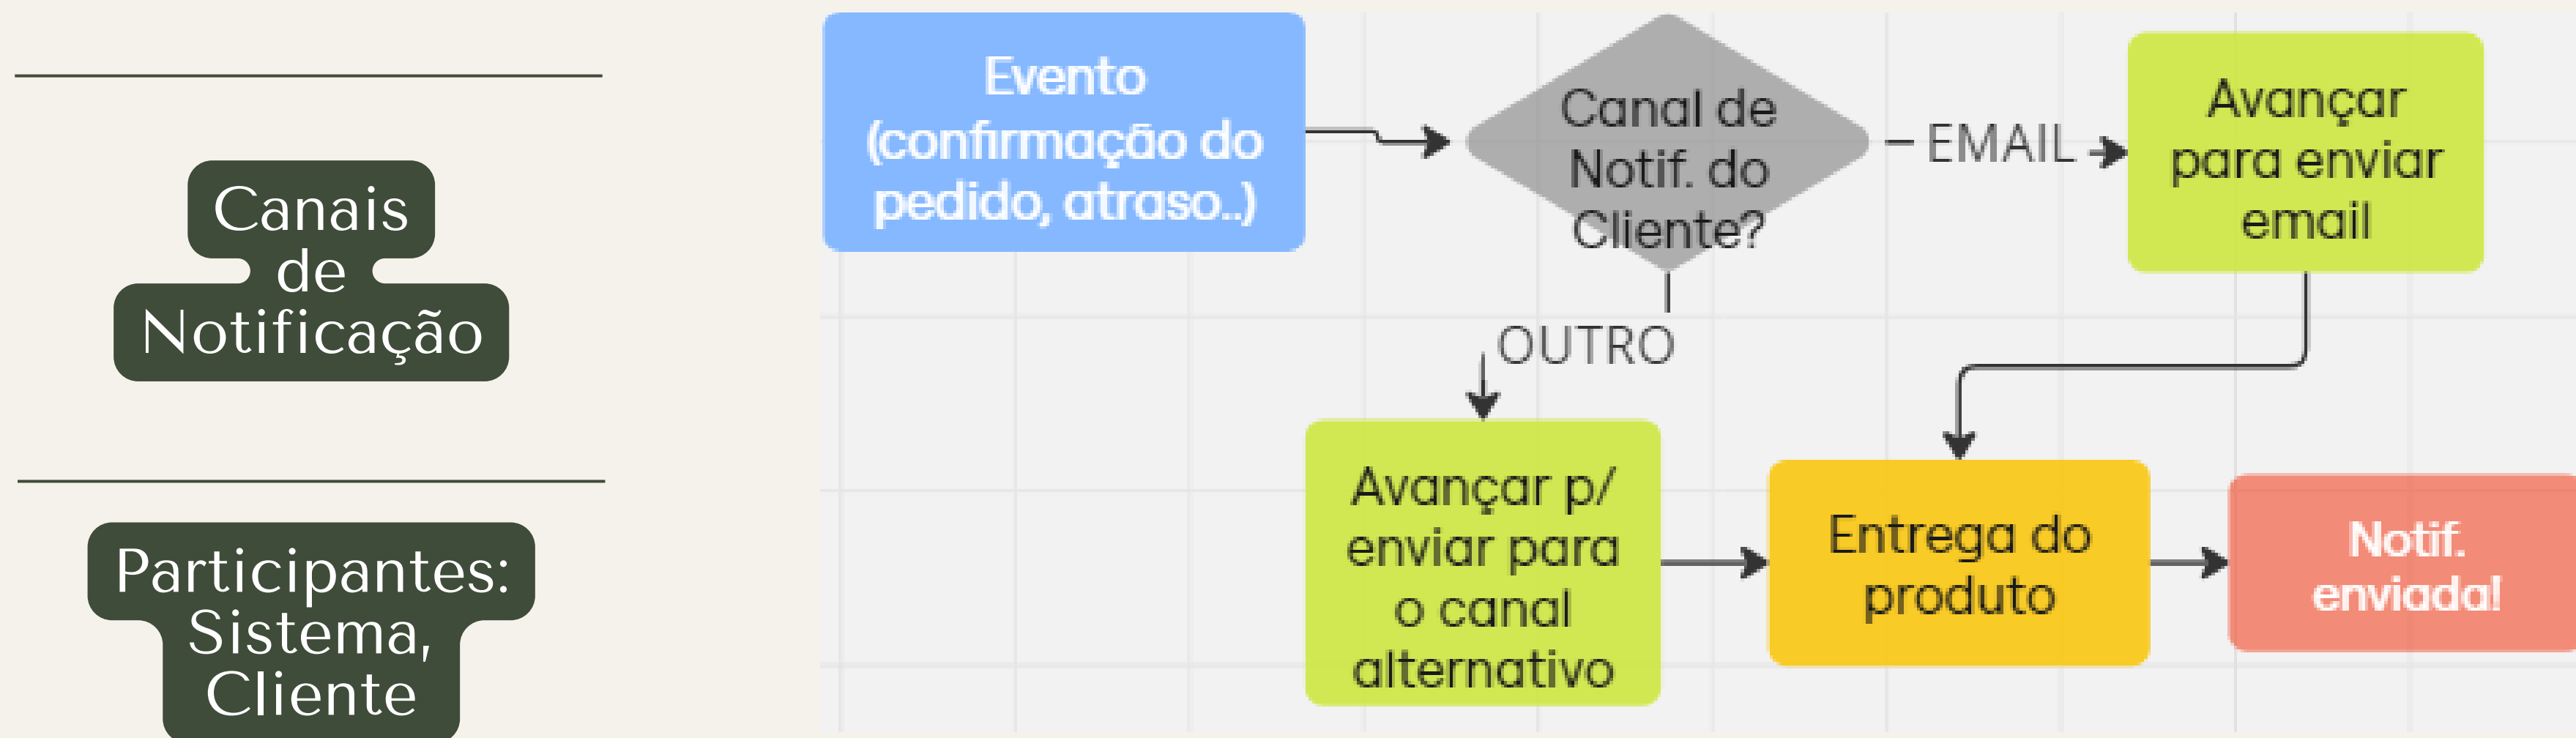 Canais
de
Notificação
Participantes:
Sistema,
Cliente
Evento
(confirmação do
pedido, atraso..)
Canal de
Notif. do
Cliente?
EMAIL
Avançar
para enviar
email
OUTRO
Avançar p/
enviar para
o canal
alternativo
Entrega do
produto
Notif.
enviada!